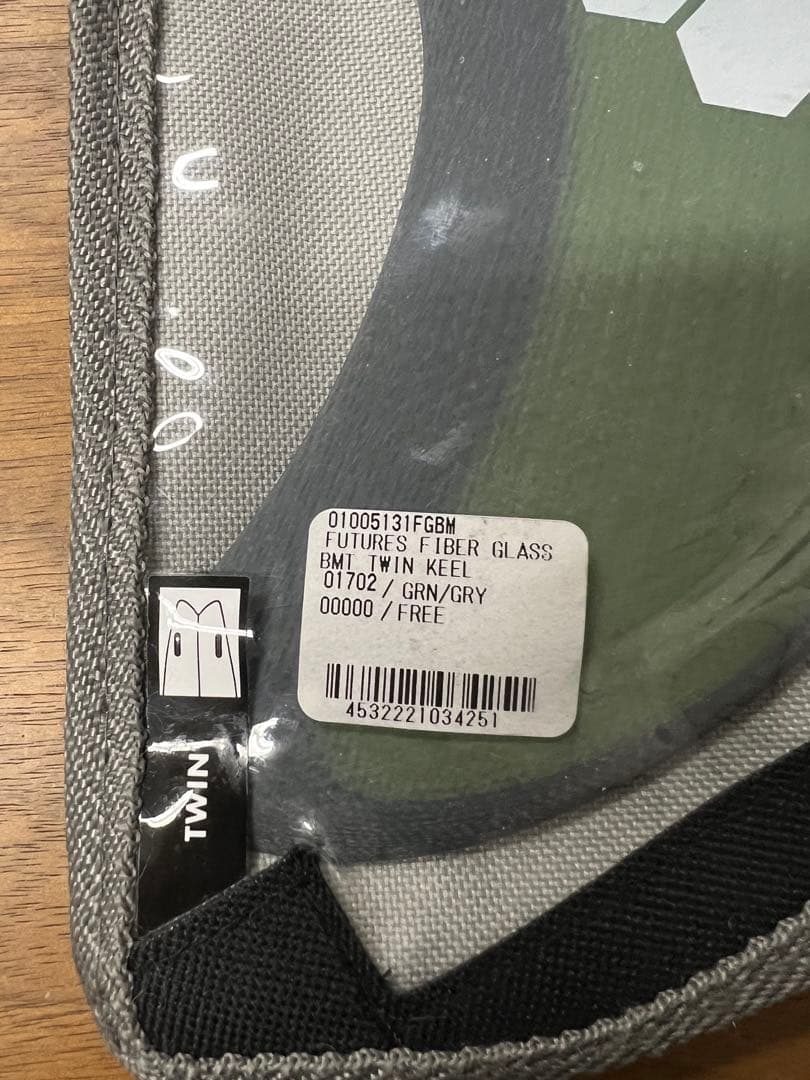 01005131FGBM
FUTURES FIBER GLASS
BMT TWIN KEEL
01702 / GRN/GRY
00000 / FREE
4532221034251
TWIN